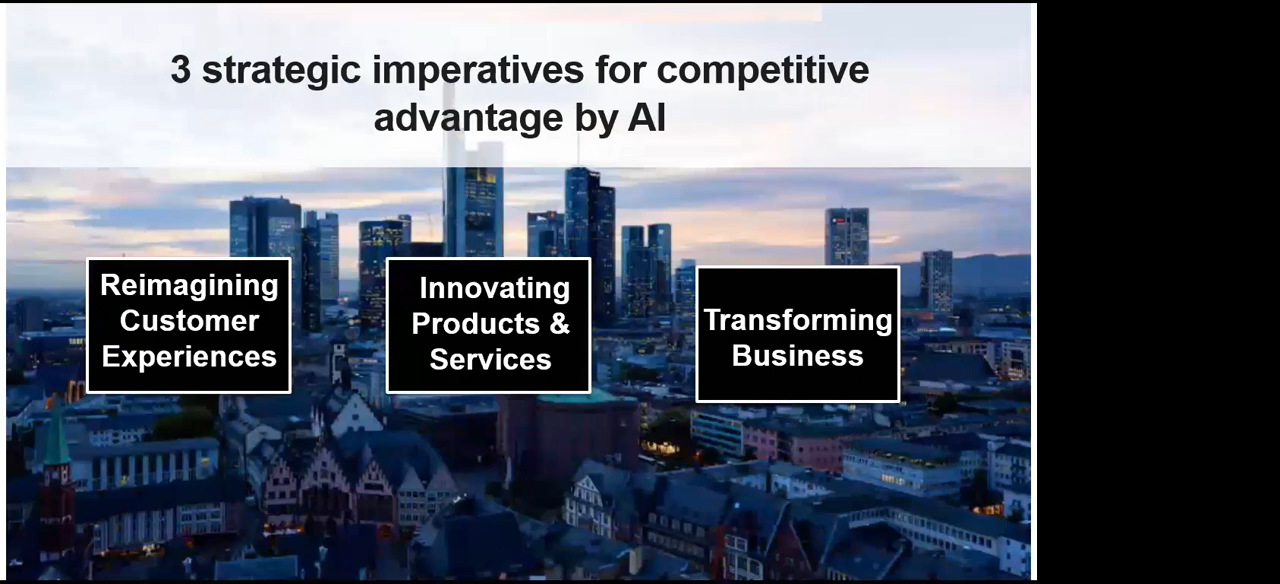 3 strategic imperatives for competitive
advantage by AI
Reimagining
Customer
Experiences
Innovating
Products &
Services
Transforming
Business